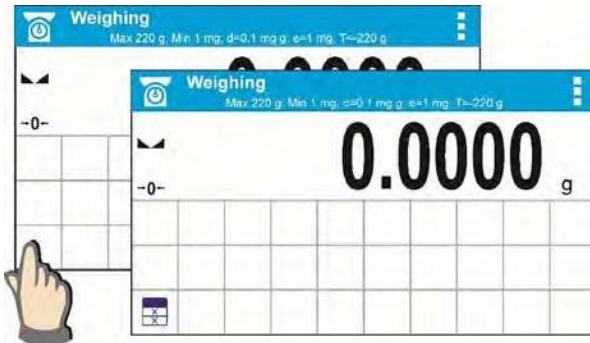 Weighing
Max 220 g; Min 1 mg; d=0,1 mg g; e=1 mg; T=-220 g
→0←
Weighing
Max 220 g; Min 1 mg; d=0,1 mg g; e=1 mg; T=-220 g
0.0000
g
→0←
x
x